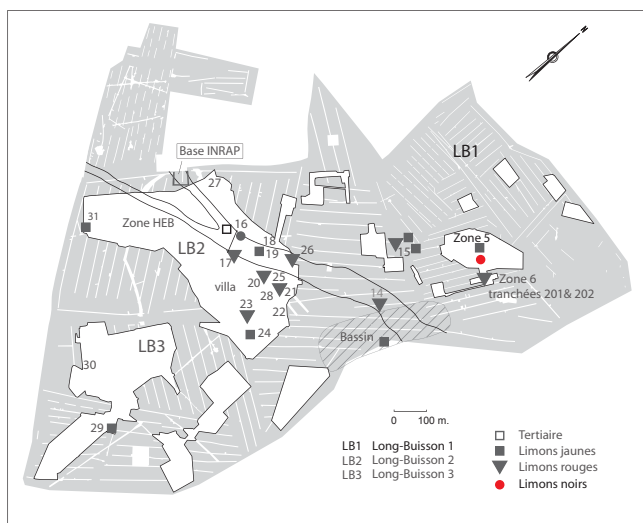 N
LB1
Base INRAP
27
31
Zone HEB
16
18
LB2
19
26
17
15
Zone 5
Zone 6
tranchées 201& 202
villa
20
25
28
21
22
14
23
24
Bassin
LB3
30
29
0 100 m.
LB1 Long-Buisson 1
LB2 Long-Buisson 2
LB3 Long-Buisson 3
Tertiaire
Limons jaunes
Limons rouges
Limons noirs